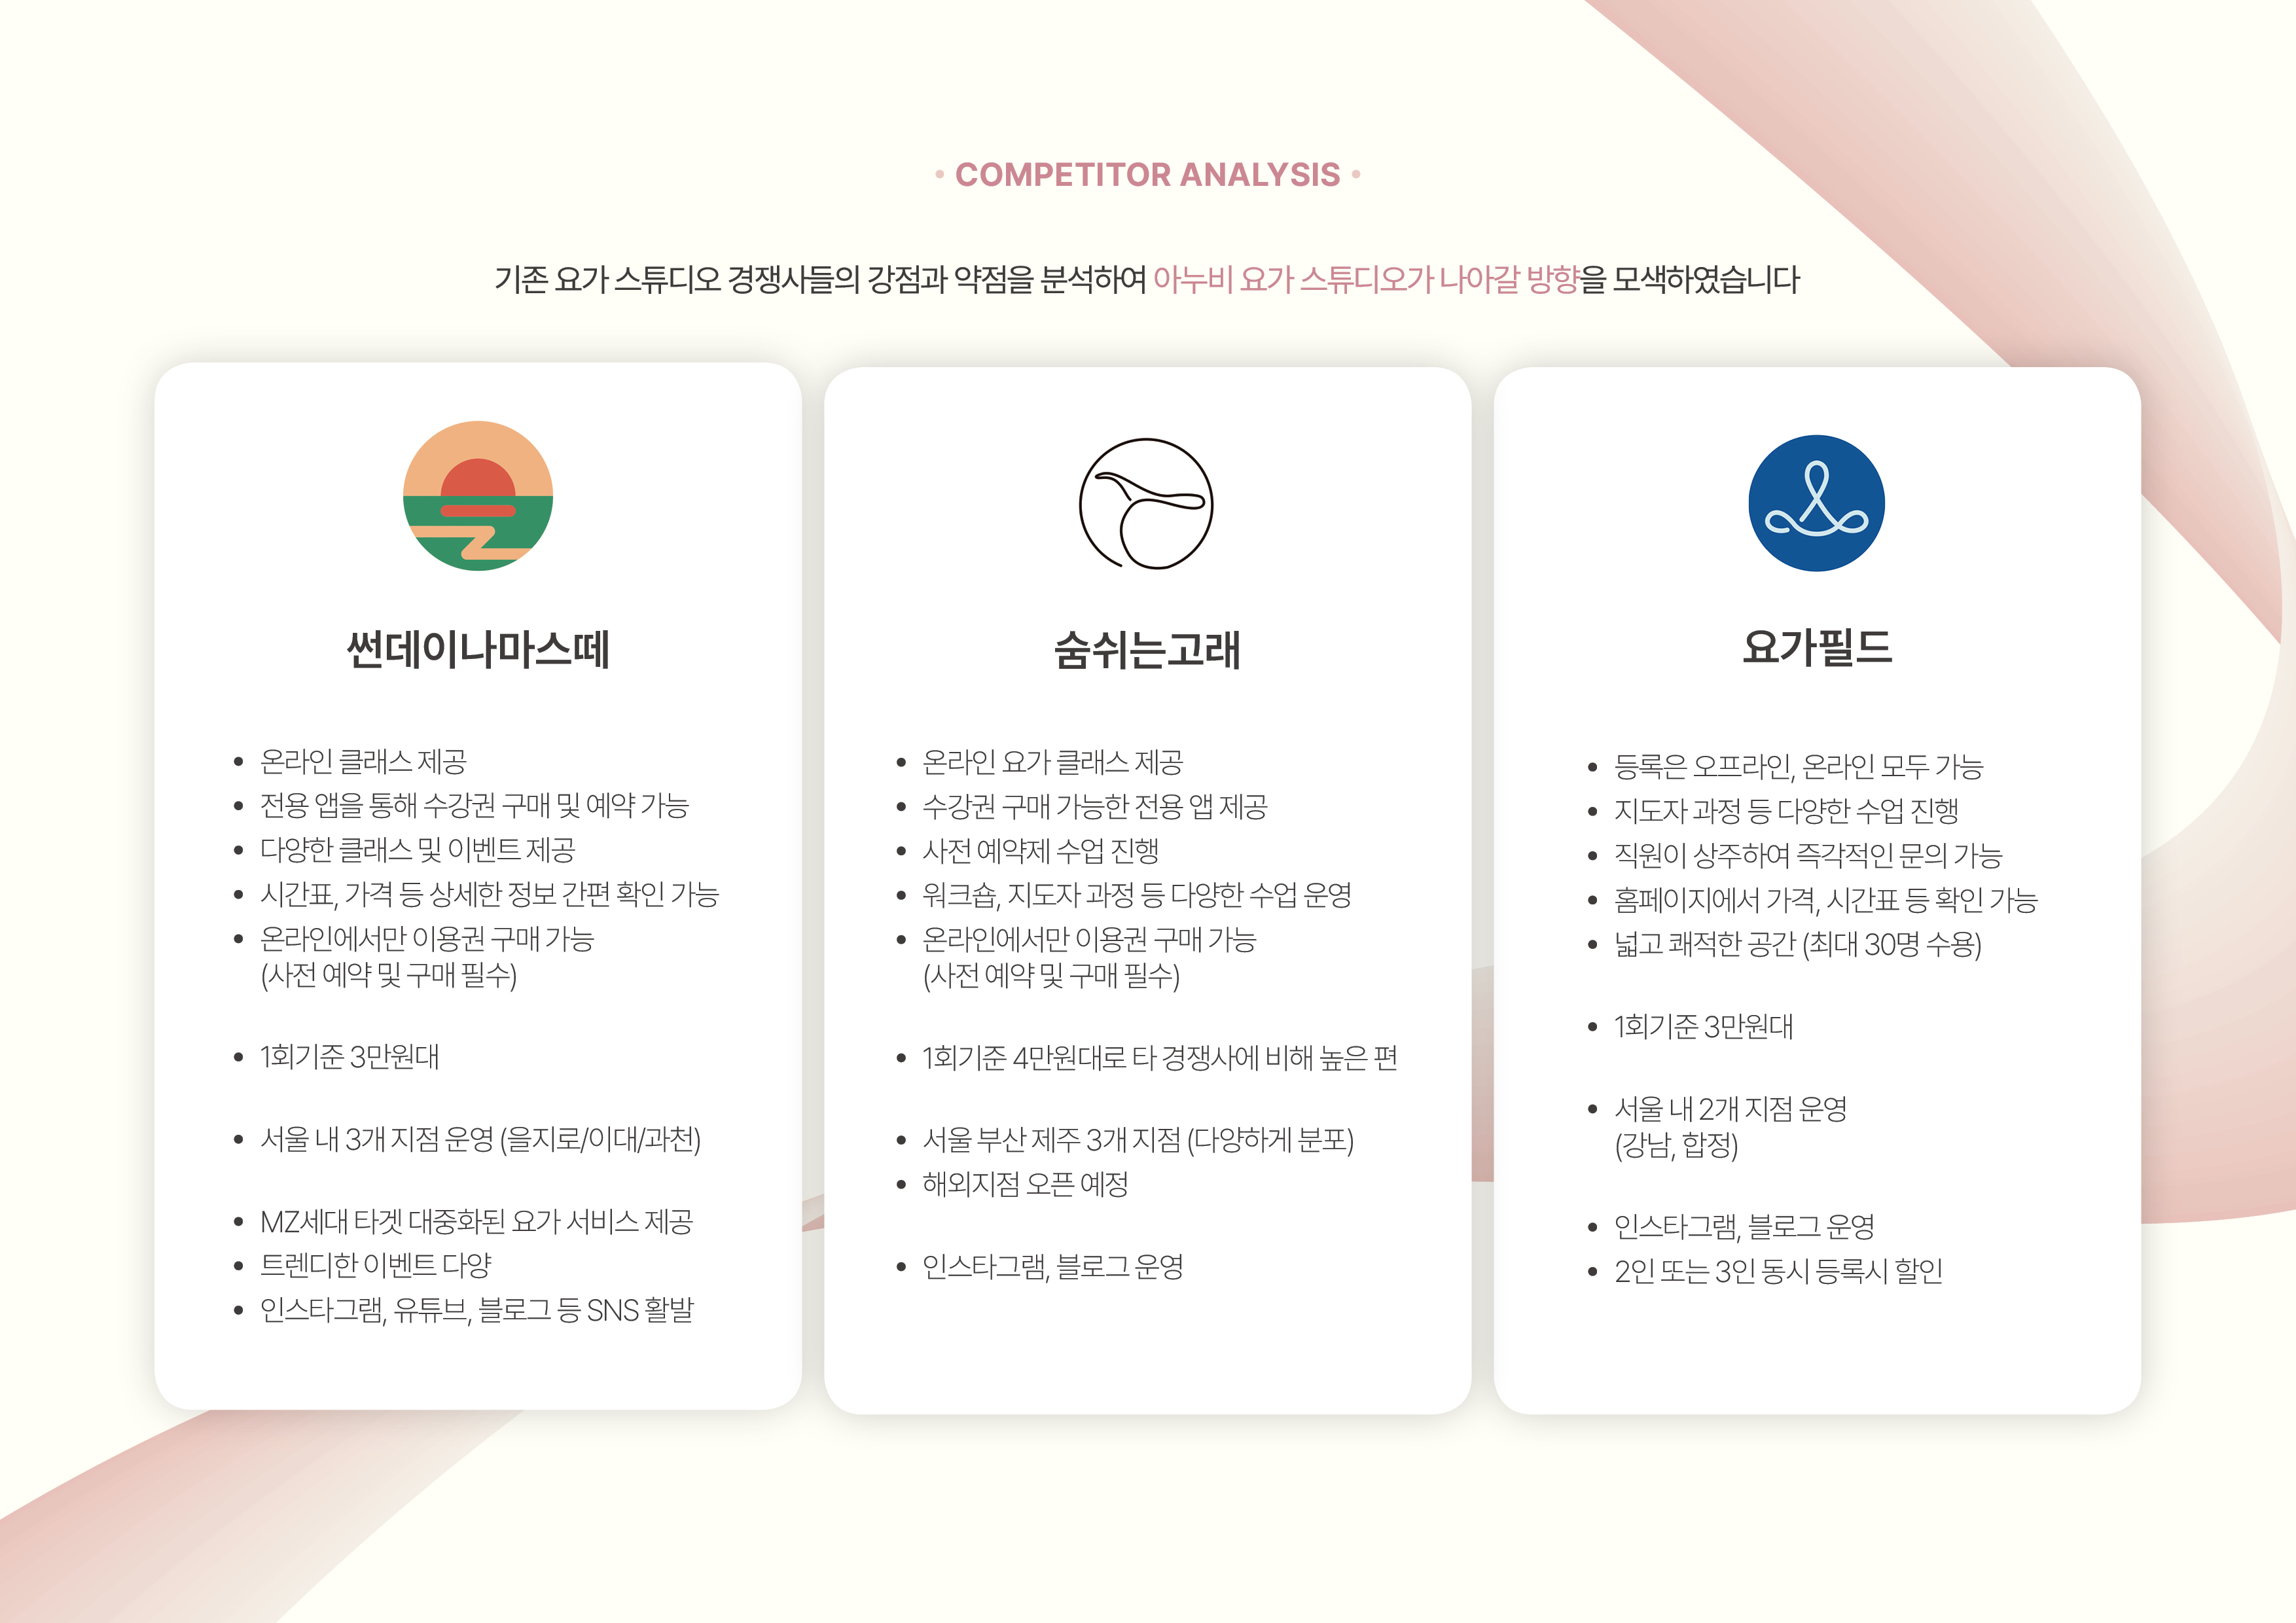 • COMPETITOR ANALYSIS •
기존 요가 스튜디오 경쟁사들의 강점과 약점을 분석하여 아누비 요가 스튜디오가 나아갈 방향을 모색하였습니다
썬데이나마스떼
• 온라인 클래스 제공
• 전용 앱을 통해 수강권 구매 및 예약 가능
• 다양한 클래스 및 이벤트 제공
• 시간표, 가격 등 상세한 정보 간편 확인 가능
• 온라인에서만 이용권 구매 가능
(사전 예약 및 구매 필수)
• 1회기준 3만원대
• 서울 내 3개 지점 운영 (을지로/이대/과천)
• MZ세대 타겟 대중화된 요가 서비스 제공
• 트렌디한 이벤트 다양
• 인스타그램, 유튜브, 블로그 등 SNS 활발
숨쉬는고래
• 온라인 요가 클래스 제공
• 수강권 구매 가능한 전용 앱 제공
• 사전 예약제 수업 진행
• 워크숍, 지도자 과정 등 다양한 수업 운영
• 온라인에서만 이용권 구매 가능
(사전 예약 및 구매 필수)
• 1회기준 4만원대로 타 경쟁사에 비해 높은 편
• 서울 부산 제주 3개 지점 (다양하게 분포)
• 해외지점 오픈 예정
• 인스타그램, 블로그 운영
요가필드
• 등록은 오프라인, 온라인 모두 가능
• 지도자 과정 등 다양한 수업 진행
• 직원이 상주하여 즉각적인 문의 가능
• 홈페이지에서 가격, 시간표 등 확인 가능
• 넓고 쾌적한 공간 (최대 30명 수용)
• 1회기준 3만원대
• 서울 내 2개 지점 운영
(강남, 합정)
• 인스타그램, 블로그 운영
• 2인 또는 3인 동시 등록시 할인